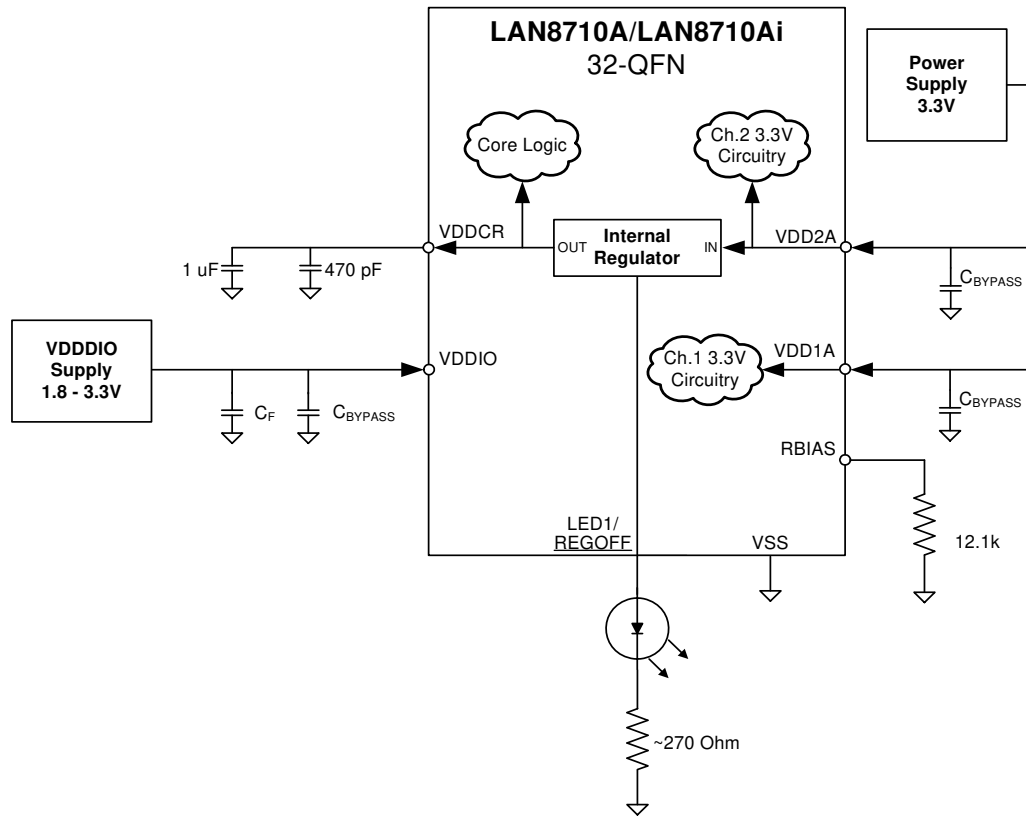 LAN8710A/LAN8710Ai
32-QFN
Power
Supply
3.3V
Core Logic
Ch.2 3.3V
Circuitry
VDDCR
OUT
Internal
Regulator
IN
VDD2A
1 uF
470 pF
CBYPASS
VDDDIO
Supply
1.8 - 3.3V
VDDIO
Ch.1 3.3V
Circuitry
VDD1A
CF
CBYPASS
CBYPASS
RBIAS
LED1/
REGOFF
VSS
12.1k
~270 Ohm